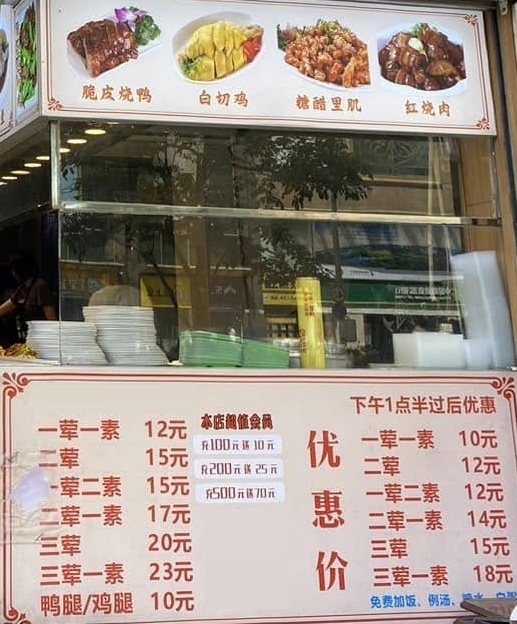 脆皮烧鸭
白切鸡
糖醋里肌
红烧肉
一荤一素 12元
二荤 15元
一荤二素 15元
二荤一素 17元
三荤 20元
三荤一素 23元
鸭腿/鸡腿 10元
本店超值会员
充100元送10元
充200元送25元
充500元送70元
优惠价
下午1点半过后优惠
一荤一素 10元
二荤 12元
一荤二素 12元
二荤一素 14元
三荤 15元
三荤一素 18元
免费加饭、例汤、